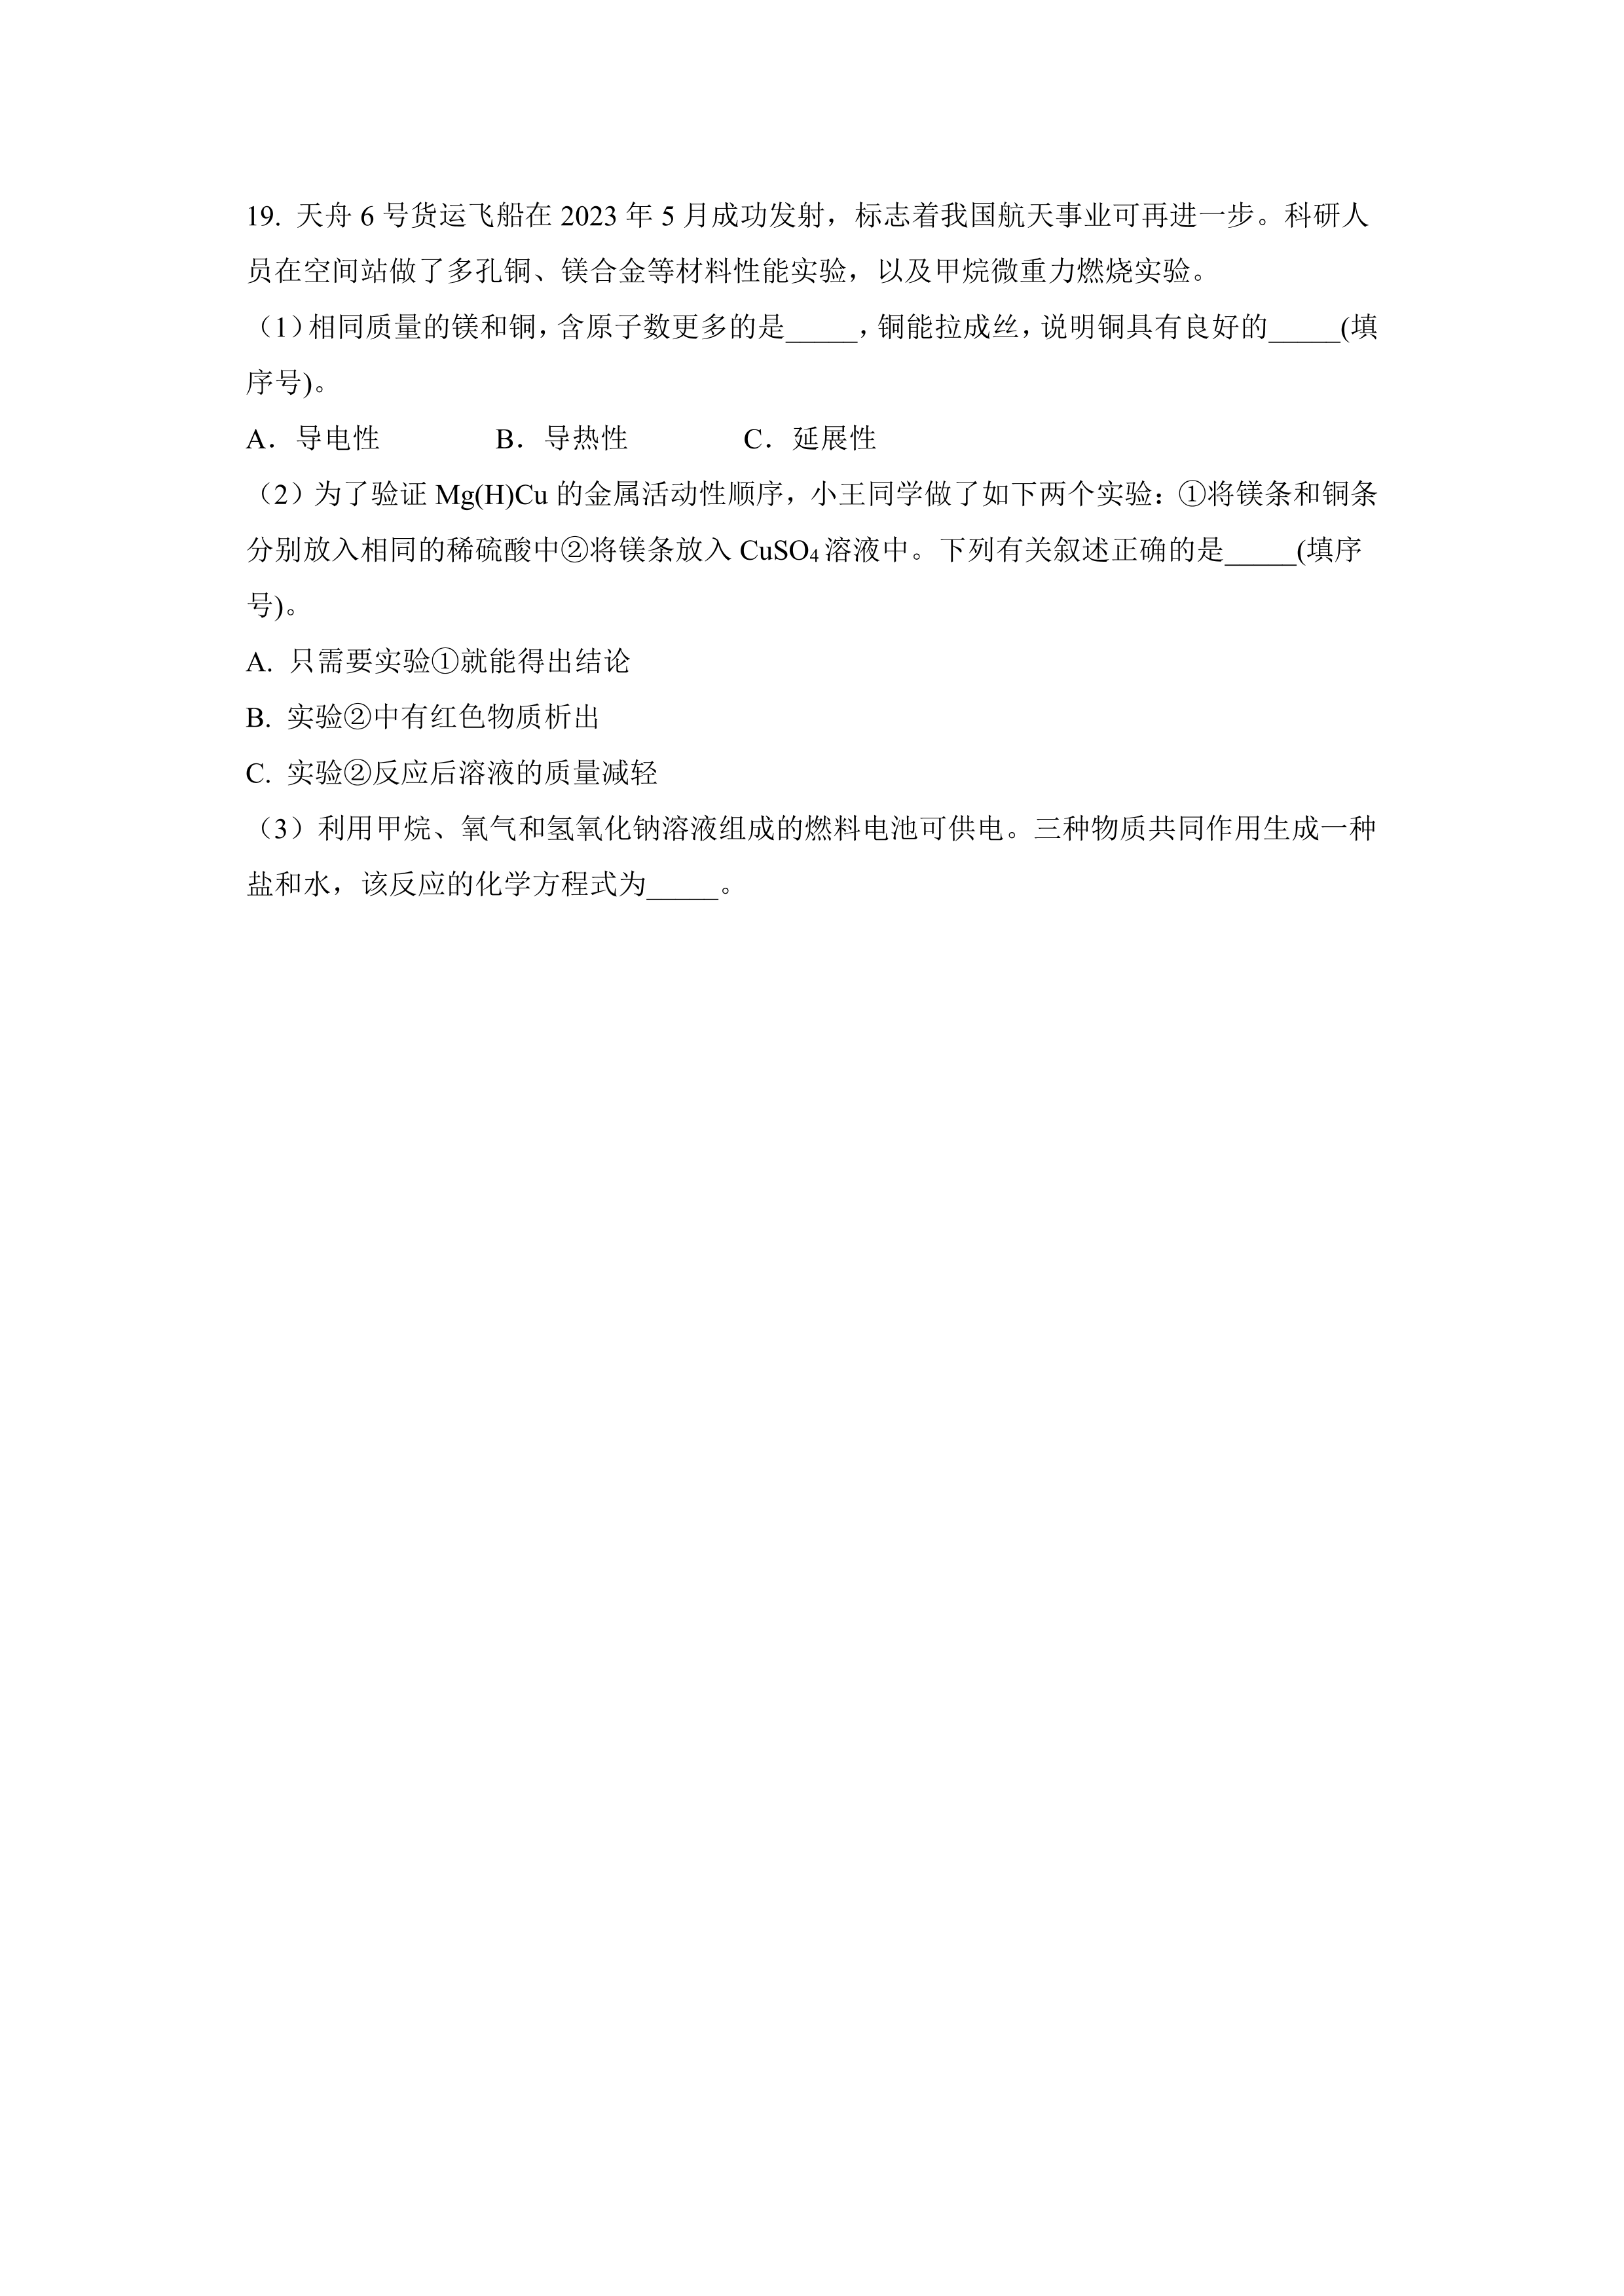 19. 天舟 6 号货运飞船在 2023 年 5 月成功发射，标志着我国航天事业可再进一步。科研人
员在空间站做了多孔铜、镁合金等材料性能实验，以及甲烷微重力燃烧实验。
（1）相同质量的镁和铜，含原子数更多的是_____，铜能拉成丝，说明铜具有良好的_____(填
序号)。
A．导电性 B．导热性 C．延展性
（2）为了验证 Mg(H)Cu 的金属活动性顺序，小王同学做了如下两个实验：①将镁条和铜条
分别放入相同的稀硫酸中②将镁条放入 CuSO₄ 溶液中。下列有关叙述正确的是_____(填序
号)。
A. 只需要实验①就能得出结论
B. 实验②中有红色物质析出
C. 实验②反应后溶液的质量减轻
（3）利用甲烷、氧气和氢氧化钠溶液组成的燃料电池可供电。三种物质共同作用生成一种
盐和水，该反应的化学方程式为_____。